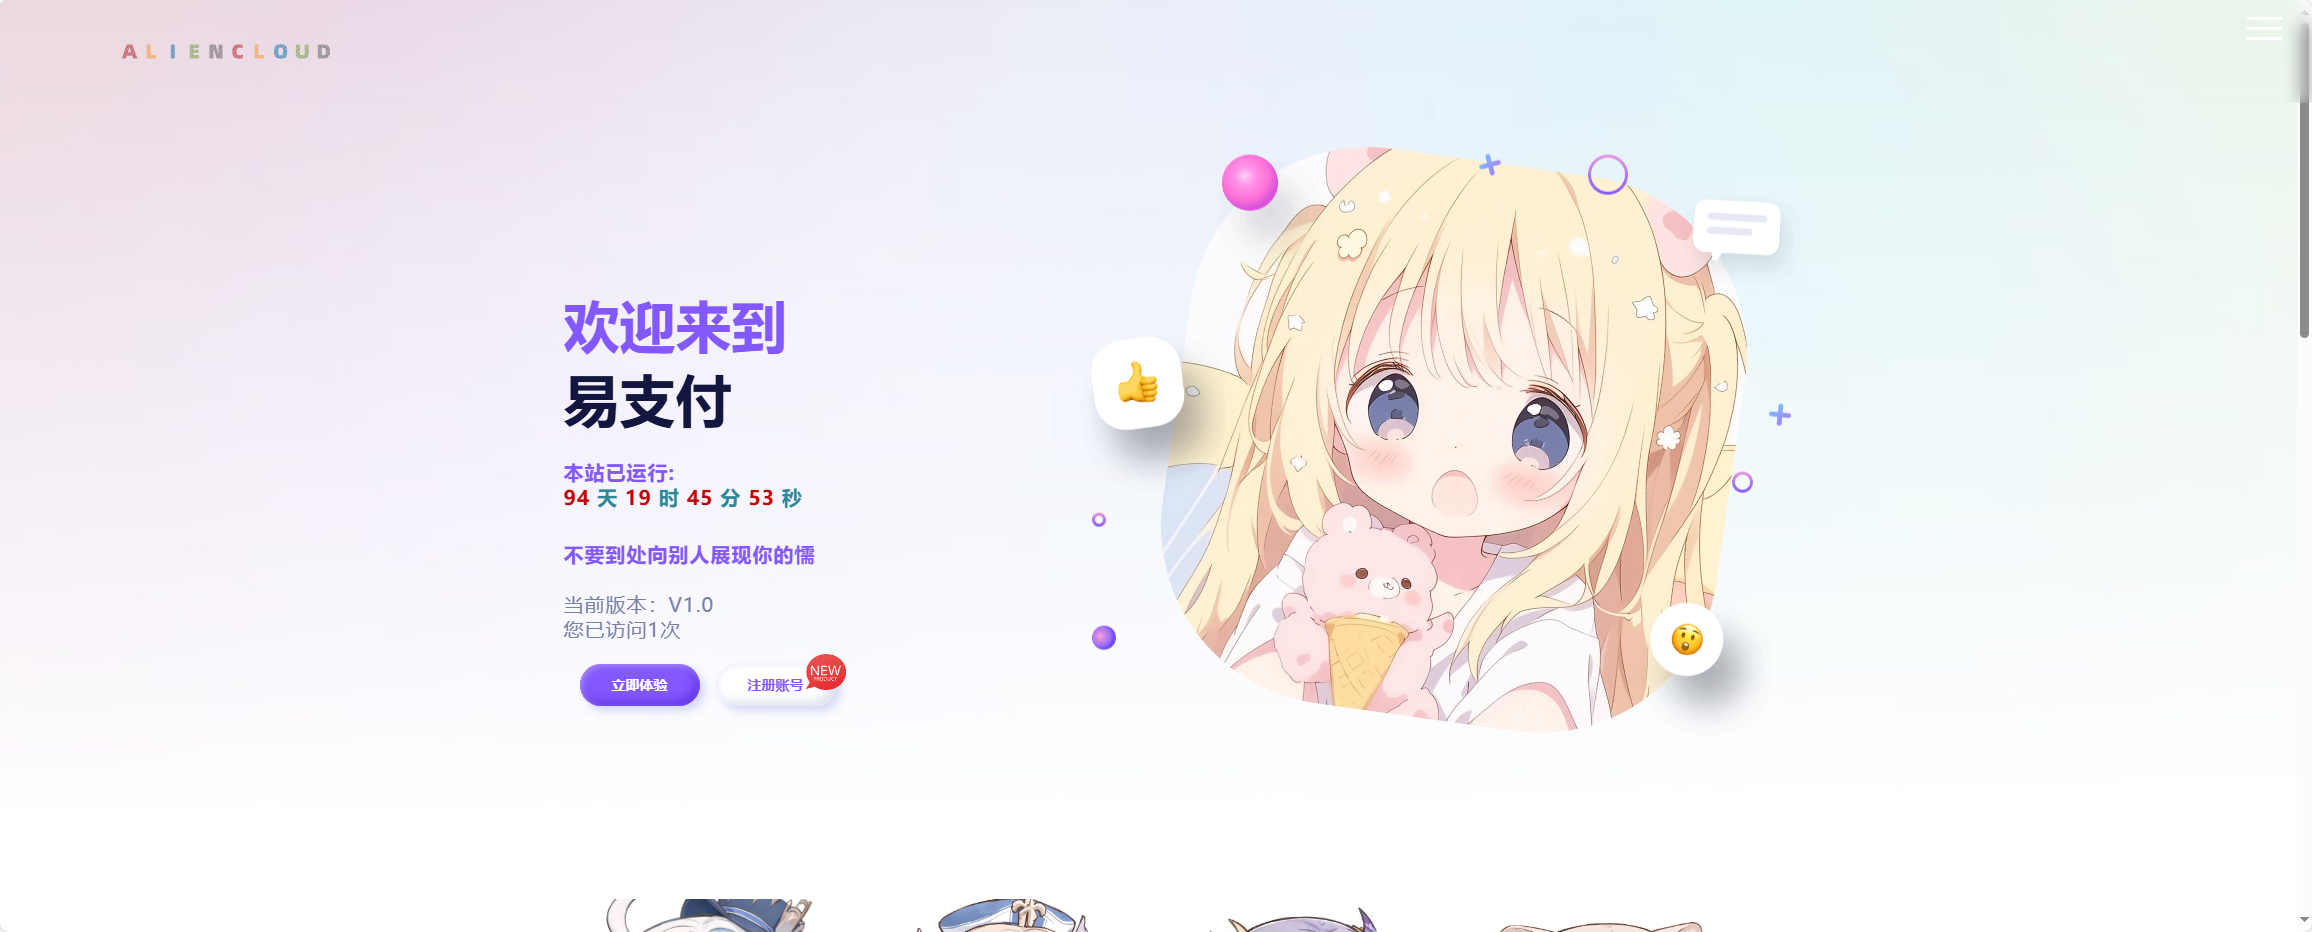 ALIENCLOUD
欢迎来到
易支付
本站已运行:
94 天 19 时 45 分 53 秒
不要到处向别人展现你的懦
当前版本：V1.0
您已访问1次
立即体验
注册账号
NEW
PRODUCT